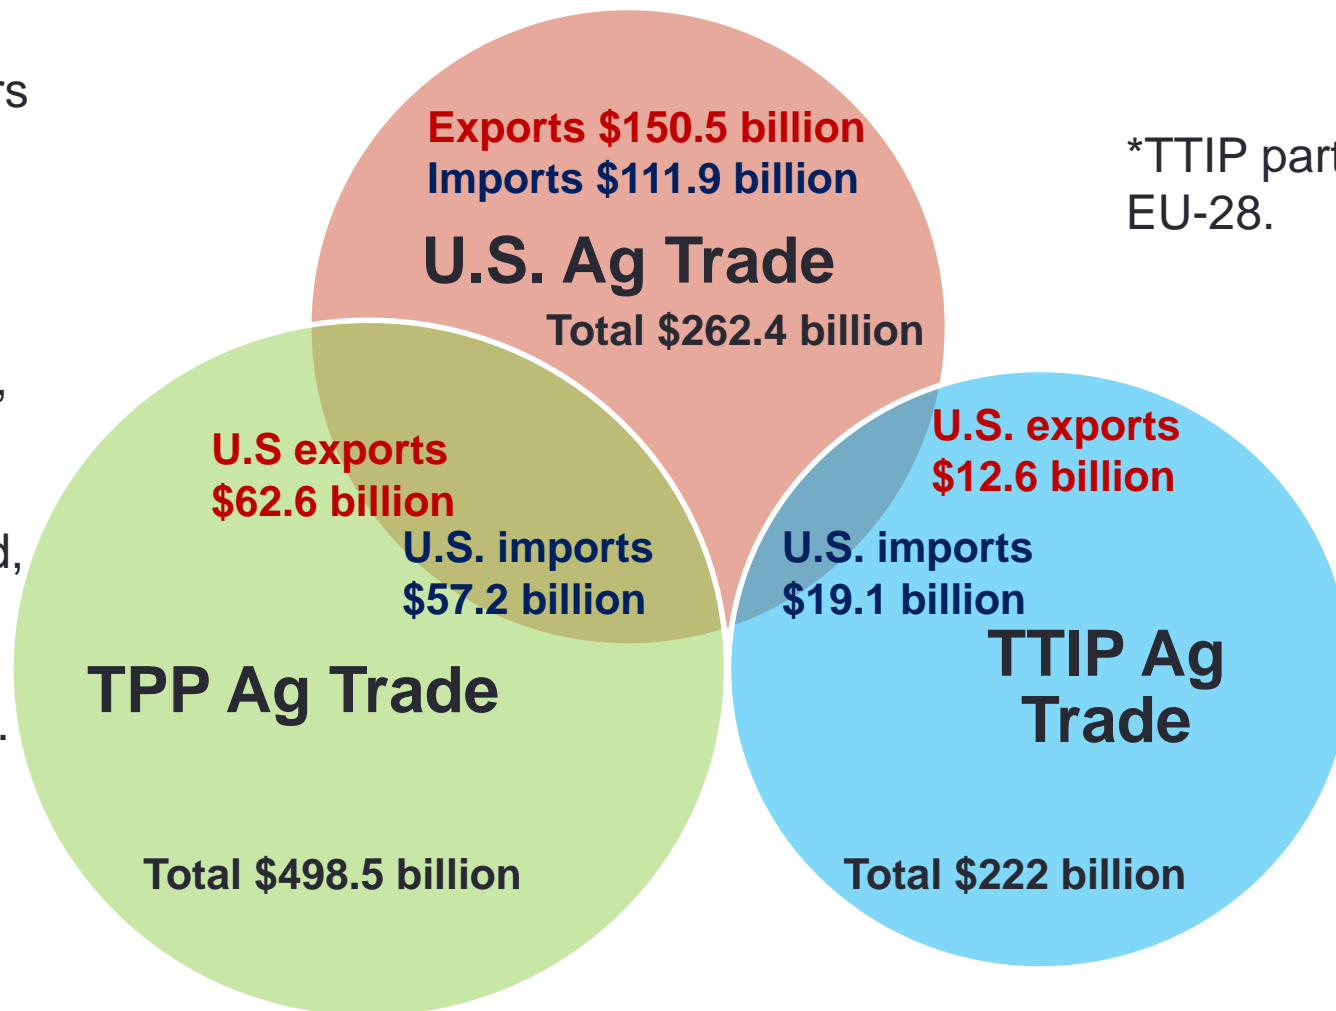 Exports $150.5 billion
Imports $111.9 billion
U.S. Ag Trade
Total $262.4 billion
EU-28.
U.S exports
$62.6 billion
U.S. imports
$57.2 billion
TPP Ag Trade
Total $498.5 billion
U.S. exports
$12.6 billion
U.S. imports
$19.1 billion
TTIP Ag
Trade
Total $222 billion
*TTIP